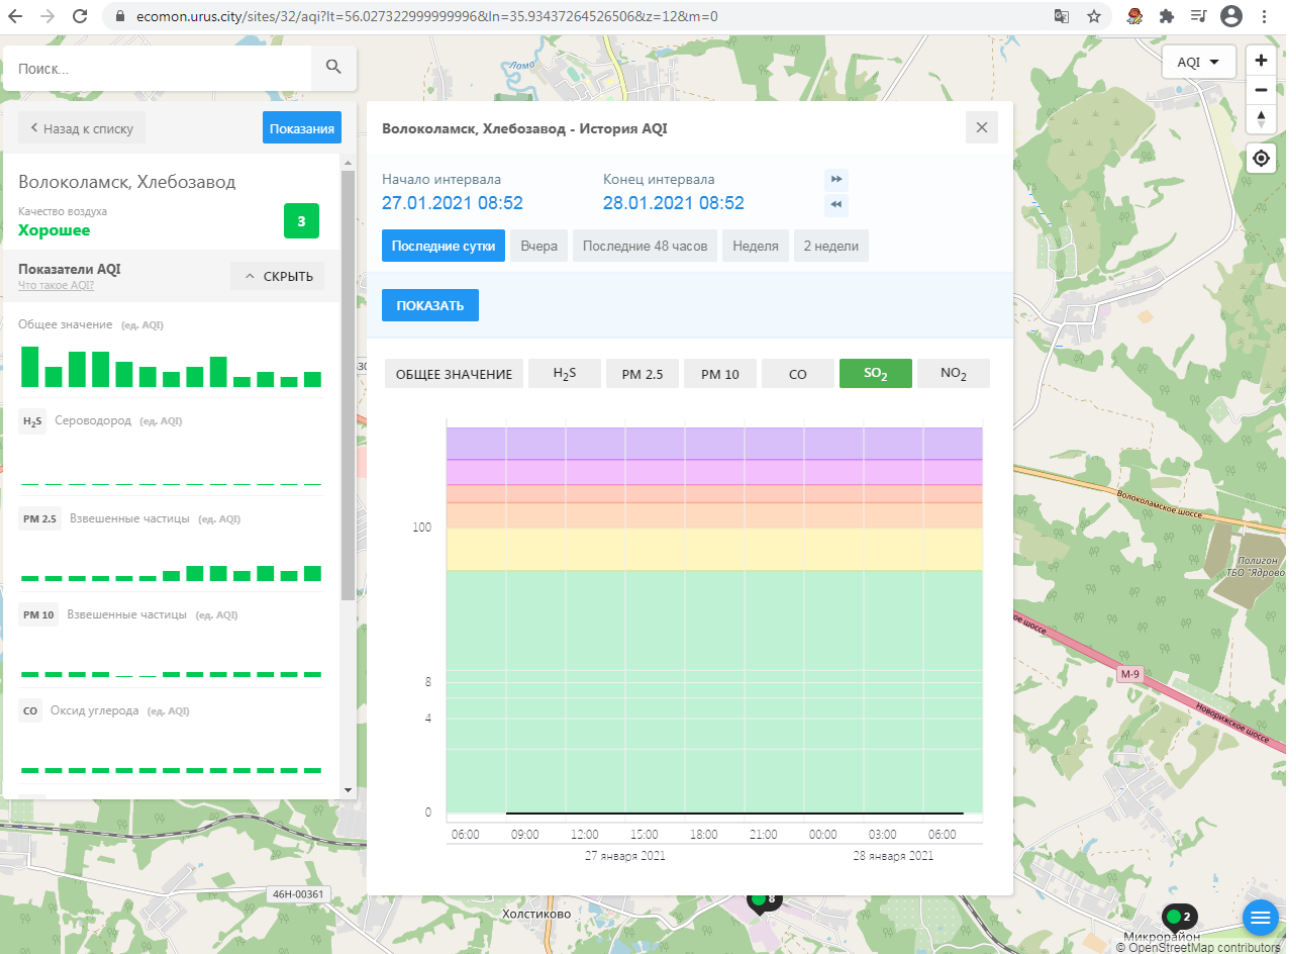 ecomon.urus.city/sites/32/aqi?lt=56.027322999999996&ln=35.93437264526506&z=12&m=0
Поиск...
AQI
+
−
Назад к списку
Показания
Волоколамск, Хлебозавод
Качество воздуха
Хорошее
3
Показатели AQI
Что такое AQI?
СКРЫТЬ
Общее значение (ед. AQI)
H₂S Сероводород (ед. AQI)
PM 2.5 Взвешенные частицы (ед. AQI)
PM 10 Взвешенные частицы (ед. AQI)
CO Оксид углерода (ед. AQI)
Волоколамск, Хлебозавод - История AQI
×
Начало интервала
27.01.2021 08:52
Конец интервала
28.01.2021 08:52
Последние сутки
Вчера
Последние 48 часов
Неделя
2 недели
ПОКАЗАТЬ
ОБЩЕЕ ЗНАЧЕНИЕ
H₂S
PM 2.5
PM 10
CO
SO₂
NO₂
100
8
4
0
06:00 09:00 12:00 15:00 18:00 21:00 00:00 03:00 06:00
27 января 2021 28 января 2021
Лама
Волоколамское шоссе
Полигон
ТБО "Ядрово
М-9
Новорижское шоссе
46Н-00361
Холстиково
8
2
Микрорайон
© OpenStreetMap contributors